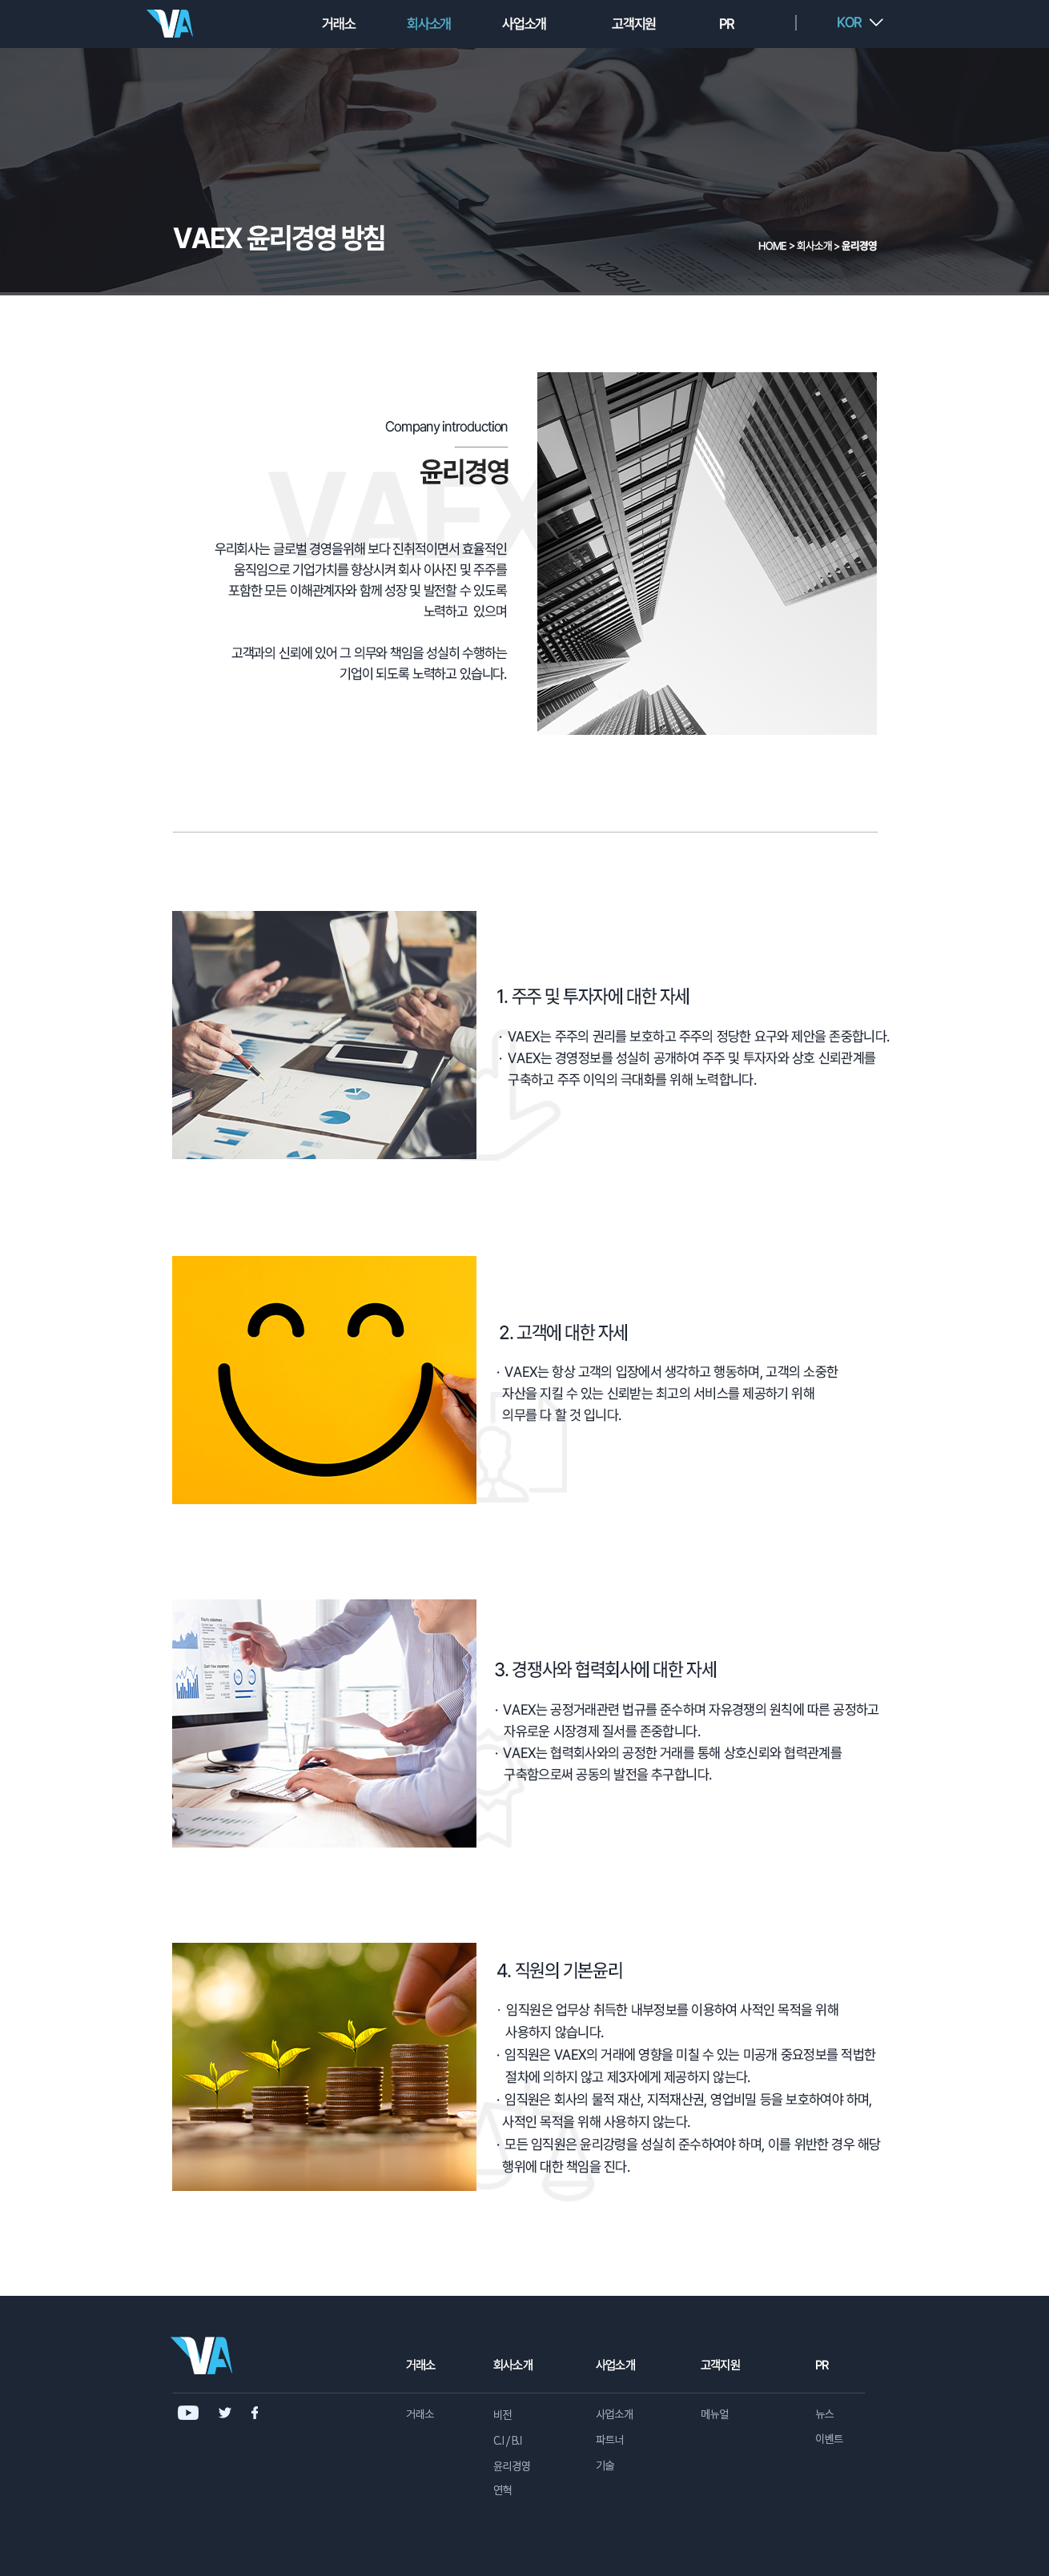 VA
거래소 회사소개 사업소개 고객지원 PR | KOR
VAEX 윤리경영 방침
HOME > 회사소개 > 윤리경영
ntract
Company introduction
윤리경영
VAEX
우리회사는 글로벌 경영을위해 보다 진취적이면서 효율적인
움직임으로 기업가치를 향상시켜 회사 이사진 및 주주를
포함한 모든 이해관계자와 함께 성장 및 발전할 수 있도록
노력하고 있으며
고객과의 신뢰에 있어 그 의무와 책임을 성실히 수행하는
기업이 되도록 노력하고 있습니다.
1. 주주 및 투자자에 대한 자세
· VAEX는 주주의 권리를 보호하고 주주의 정당한 요구와 제안을 존중합니다.
· VAEX는 경영정보를 성실히 공개하여 주주 및 투자자와 상호 신뢰관계를
구축하고 주주 이익의 극대화를 위해 노력합니다.
2. 고객에 대한 자세
· VAEX는 항상 고객의 입장에서 생각하고 행동하며, 고객의 소중한
자산을 지킬 수 있는 신뢰받는 최고의 서비스를 제공하기 위해
의무를 다 할 것 입니다.
3. 경쟁사와 협력회사에 대한 자세
· VAEX는 공정거래관련 법규를 준수하며 자유경쟁의 원칙에 따른 공정하고
자유로운 시장경제 질서를 존중합니다.
· VAEX는 협력회사와의 공정한 거래를 통해 상호신뢰와 협력관계를
구축함으로써 공동의 발전을 추구합니다.
4. 직원의 기본윤리
· 임직원은 업무상 취득한 내부정보를 이용하여 사적인 목적을 위해
사용하지 않습니다.
· 임직원은 VAEX의 거래에 영향을 미칠 수 있는 미공개 중요정보를 적법한
절차에 의하지 않고 제3자에게 제공하지 않는다.
· 임직원은 회사의 물적 재산, 지적재산권, 영업비밀 등을 보호하여야 하며,
사적인 목적을 위해 사용하지 않는다.
· 모든 임직원은 윤리강령을 성실히 준수하여야 하며, 이를 위반한 경우 해당
행위에 대한 책임을 진다.
VA
거래소 회사소개 사업소개 고객지원 PR
거래소 비전 사업소개 메뉴얼 뉴스
C.I / B.I 파트너 이벤트
윤리경영 기술
연혁